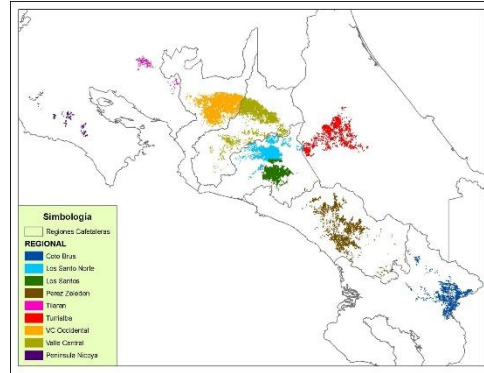 Simbología
Regiones Cafetaleras
REGIONAL
Coto Brus
Los Santo Norte
Los Santos
Perez Zeledon
Tilaran
Turrialba
VC Occidental
Valle Central
Peninsula Nicoya